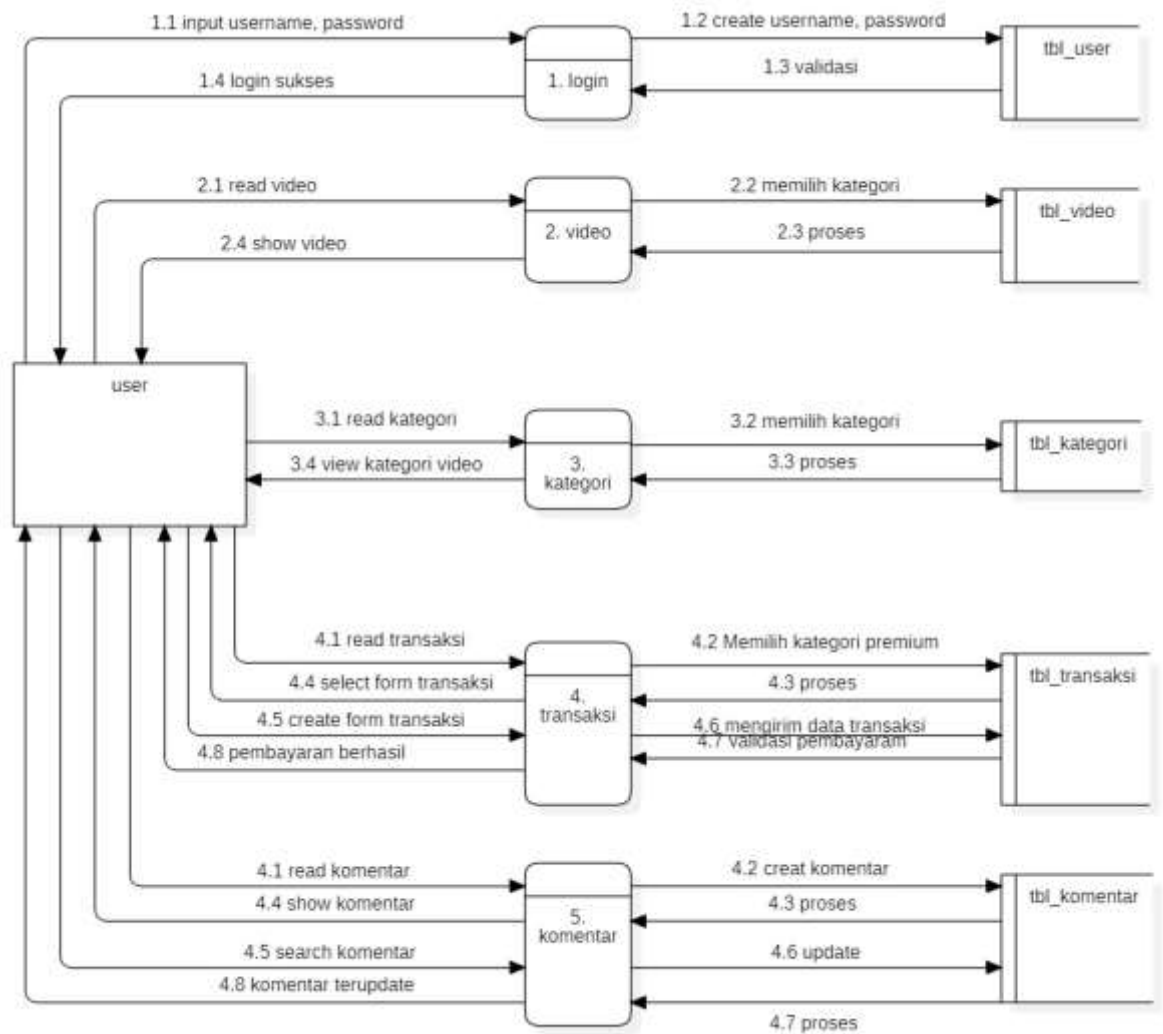 1.1 input username, password
1.2 create username, password
tbl_user
1.3 validasi
1.4 login sukses
1. login
2.1 read video
2.2 memilih kategori
tbl_video
2. video
2.3 proses
2.4 show video
user
3.1 read kategori
3.2 memilih kategori
tbl_kategori
3.4 view kategori video
3.
kategori
3.3 proses
4.1 read transaksi
4.2 Memilih kategori premium
tbl_transaksi
4.4 select form transaksi
4.
transaksi
4.3 proses
4.5 create form transaksi
4.6 mengirim data transaksi
4.7 validasi pembayaram
4.8 pembayaran berhasil
4.1 read komentar
4.2 creat komentar
tbl_komentar
4.4 show komentar
5.
komentar
4.3 proses
4.5 search komentar
4.6 update
4.8 komentar terupdate
4.7 proses